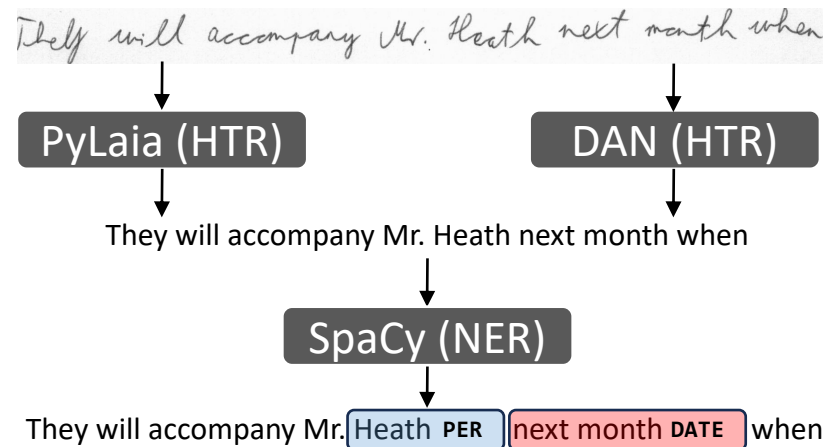 They will accompany Mr. Heath next month when
PyLaia (HTR) DAN (HTR)
They will accompany Mr. Heath next month when
SpaCy (NER)
They will accompany Mr. Heath PER next month DATE when